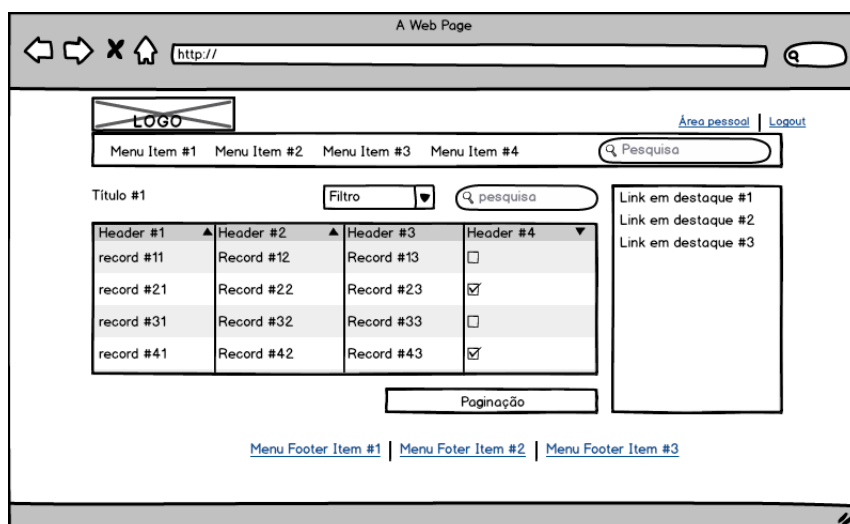 A Web Page
http://
LOGO
Área pessoal | Logout
Menu Item #1 Menu Item #2 Menu Item #3 Menu Item #4 Pesquisa
Título #1 Filtro pesquisa
Link em destaque #1
Link em destaque #2
Link em destaque #3
Header #1 Header #2 Header #3 Header #4
record #11 Record #12 Record #13
record #21 Record #22 Record #23
record #31 Record #32 Record #33
record #41 Record #42 Record #43
Paginação
Menu Footer Item #1 | Menu Foter Item #2 | Menu Footer Item #3